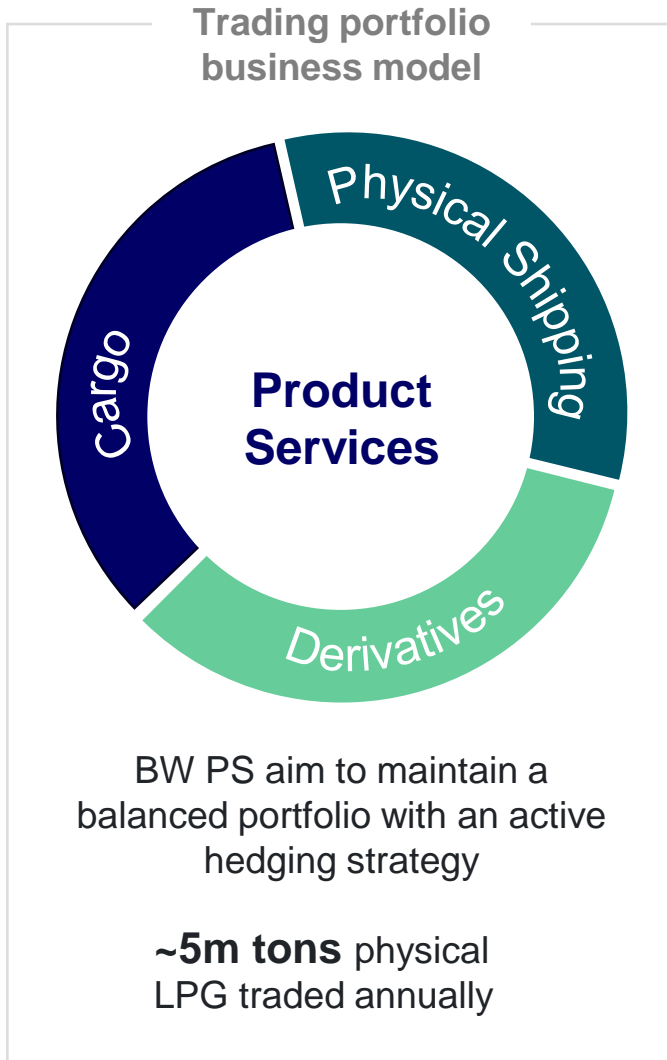 Trading portfolio
business model
Physical Shipping
Cargo
Product
Services
Derivatives
BW PS aim to maintain a
balanced portfolio with an active
hedging strategy
~5m tons physical
LPG traded annually